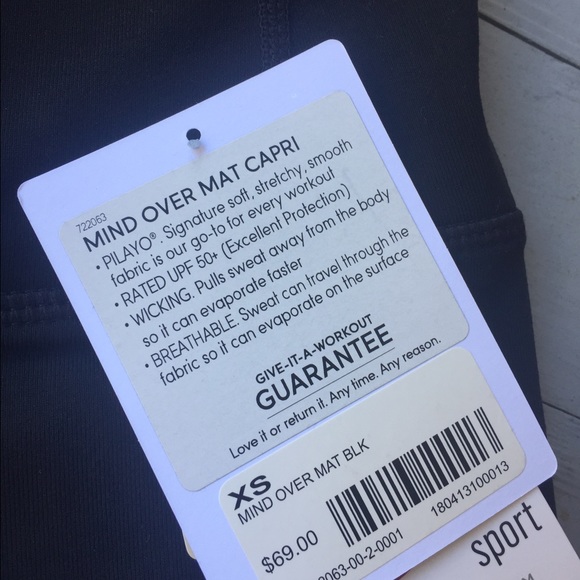 722063
MIND OVER MAT CAPRI
• PILAYO®. Signature soft, stretchy, smooth
fabric is our go-to for every workout
• RATED UPF 50+ (Excellent Protection)
• WICKING. Pulls sweat away from the body
so it can evaporate faster
• BREATHABLE. Sweat can travel through the
fabric so it can evaporate on the surface
GIVE-IT-A-WORKOUT
GUARANTEE
Love it or return it. Any time. Any reason.
XS
MIND OVER MAT BLK
$69.00
2063-00-2-0001
180413100013
sport